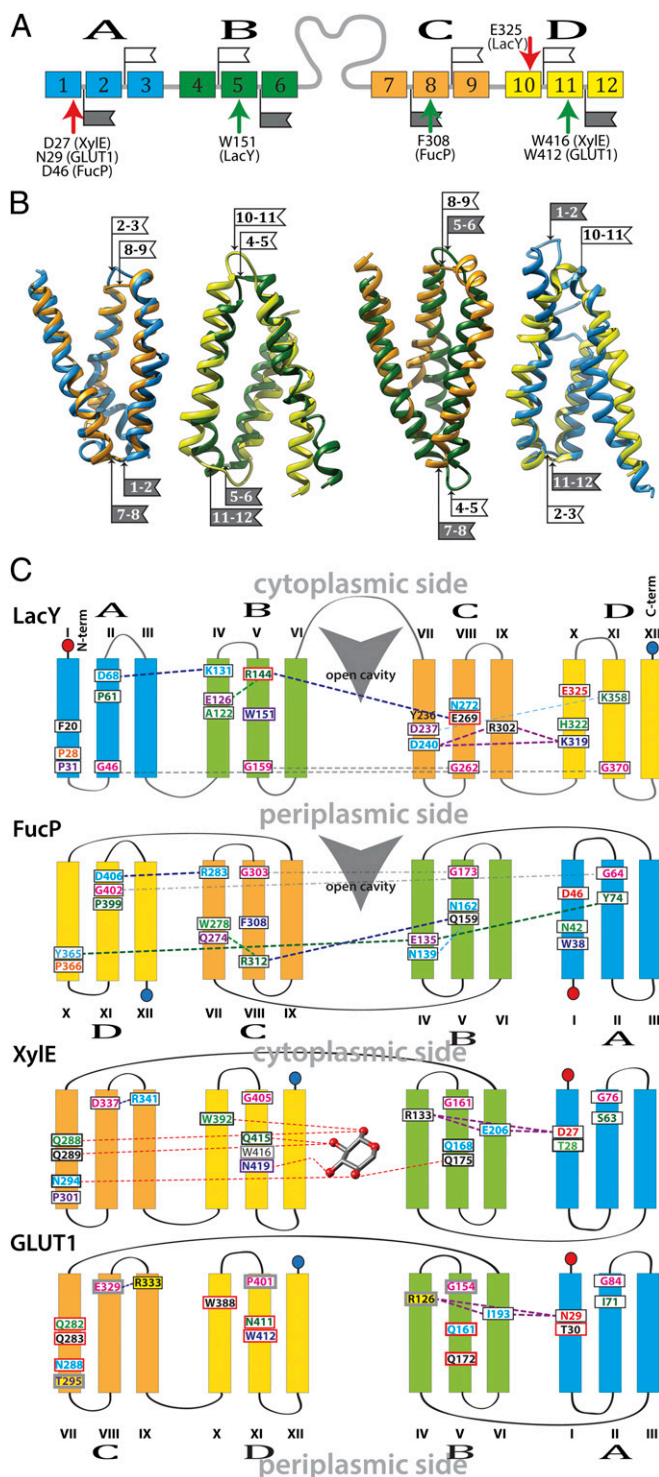 A
A B C D
E325
(LacY)
1 2 3 4 5 6 7 8 9 10 11 12
D27 (XylE)
N29 (GLUT1)
D46 (FucP)
W151
(LacY)
F308
(FucP)
W416 (XylE)
W412 (GLUT1)
B
2-3
8-9
10-11
4-5
8-9
5-6
1-2
10-11
1-2
7-8
5-6
11-12
4-5
7-8
11-12
2-3
C
cytoplasmic side
LacY
A B C D
N-term
C-term
I II III IV V VI VII VIII IX X XI XII
open cavity
D68 K131 R144
P61 E126
A122 W151
F20
P28
P31 G46 G159
N272 E325
Y236 E269 K358
D237 R302 H322
D240 K319
G262 G370
periplasmic side
FucP
open cavity
D406 R283 G303 G173 G64
G402
P399
D46
N162 Y74
W278 F308 Q159 N42
Q274 E135 W38
Y365 R312 N139
P366
X XI XII VII VIII IX IV V VI I II III
D C B A
cytoplasmic side
XylE
D337 R341 G405 G161 G76
W392 R133 S63
Q288 Q415 E206 D27
Q289 W416 Q168 T28
N419 Q175
N294
P301
GLUT1
E329 R333 P401 G154 G84
W388 R126 I71
Q282 N411 I193 N29
Q283 W412 Q161 T30
N288 Q172
T295
VII VIII IX X XI XII IV V VI I II III
C D B A
periplasmic side